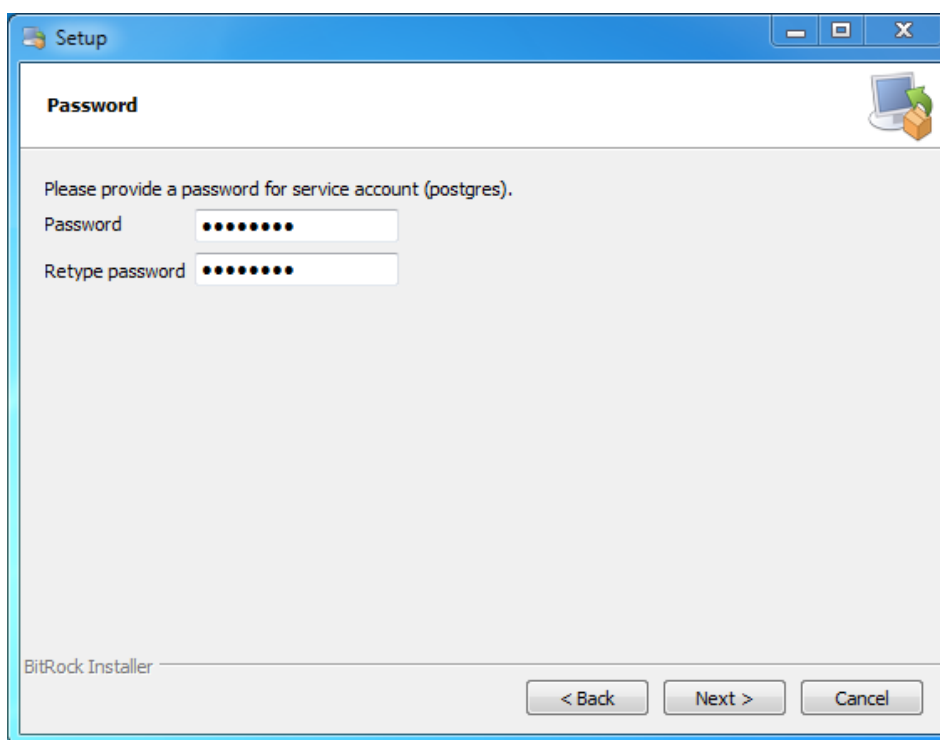 Setup
Password
Please provide a password for service account (postgres).
Password ••••••••
Retype password ••••••••
BitRock Installer
< Back Next > Cancel